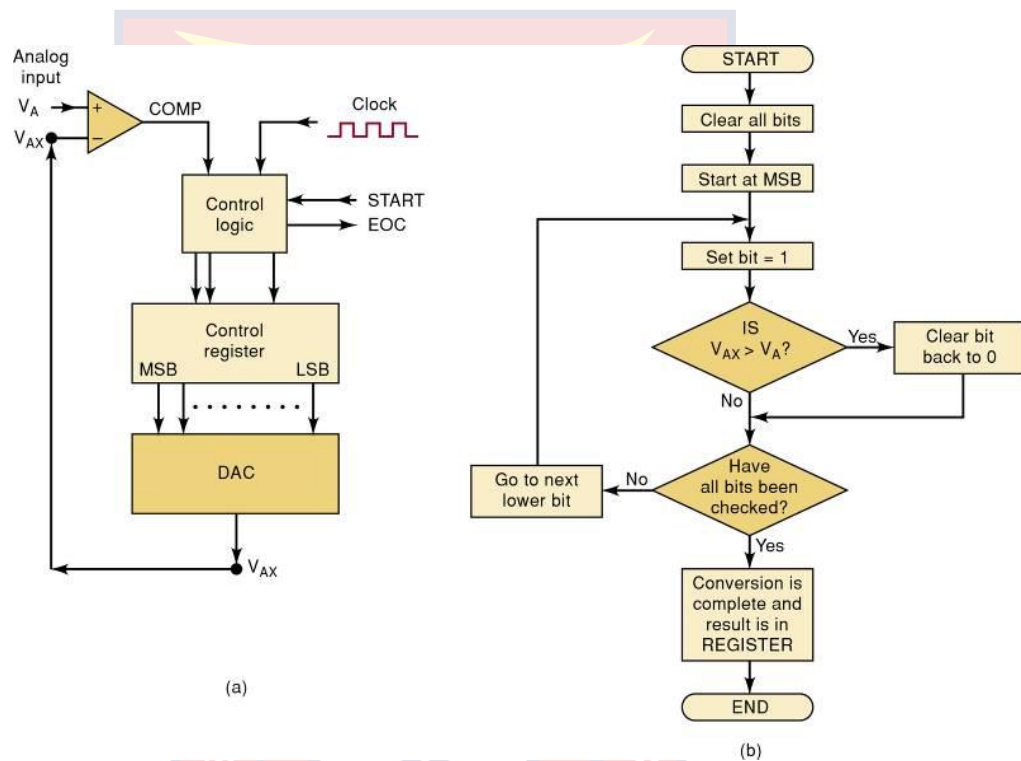 Analog
input
V_A
+
COMP
V_AX
−
Clock
Control
logic
START
EOC
Control
register
MSB
LSB
DAC
V_AX
(a)
START
Clear all bits
Start at MSB
Set bit = 1
IS
V_AX > V_A?
Yes
Clear bit
back to 0
No
Have
all bits been
checked?
No
Go to next
lower bit
Yes
Conversion is
complete and
result is in
REGISTER
END
(b)